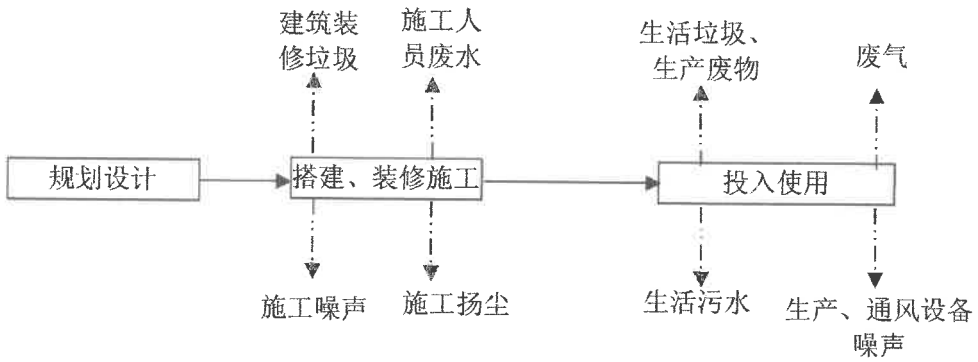 建筑装
修垃圾
施工人
员废水
生活垃圾、
生产废物
废气
规划设计
搭建、装修施工
投入使用
施工噪声
施工扬尘
生活污水
生产、通风设备
噪声